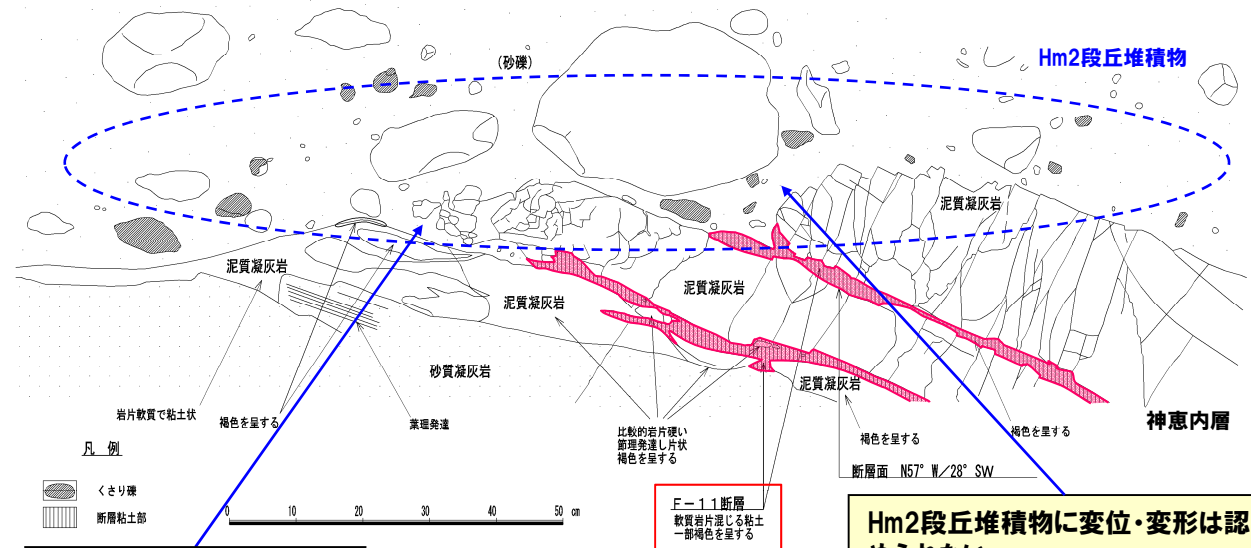 (砂礫)
Hm2段丘堆積物
泥質凝灰岩
泥質凝灰岩
泥質凝灰岩
泥質凝灰岩
砂質凝灰岩
泥質凝灰岩
岩片軟質で粘土状
褐色を呈する
葉理発達
比較的岩片硬い
節理発達し片状
褐色を呈する
褐色を呈する
褐色を呈する
神恵内層
断層面 N57°W/28°SW
凡 例
くさり礫
断層粘土部
0 10 20 30 40 50 cm
F-11断層
軟質岩片混じる粘土
一部褐色を呈する
Hm2段丘堆積物に変位・変形は認